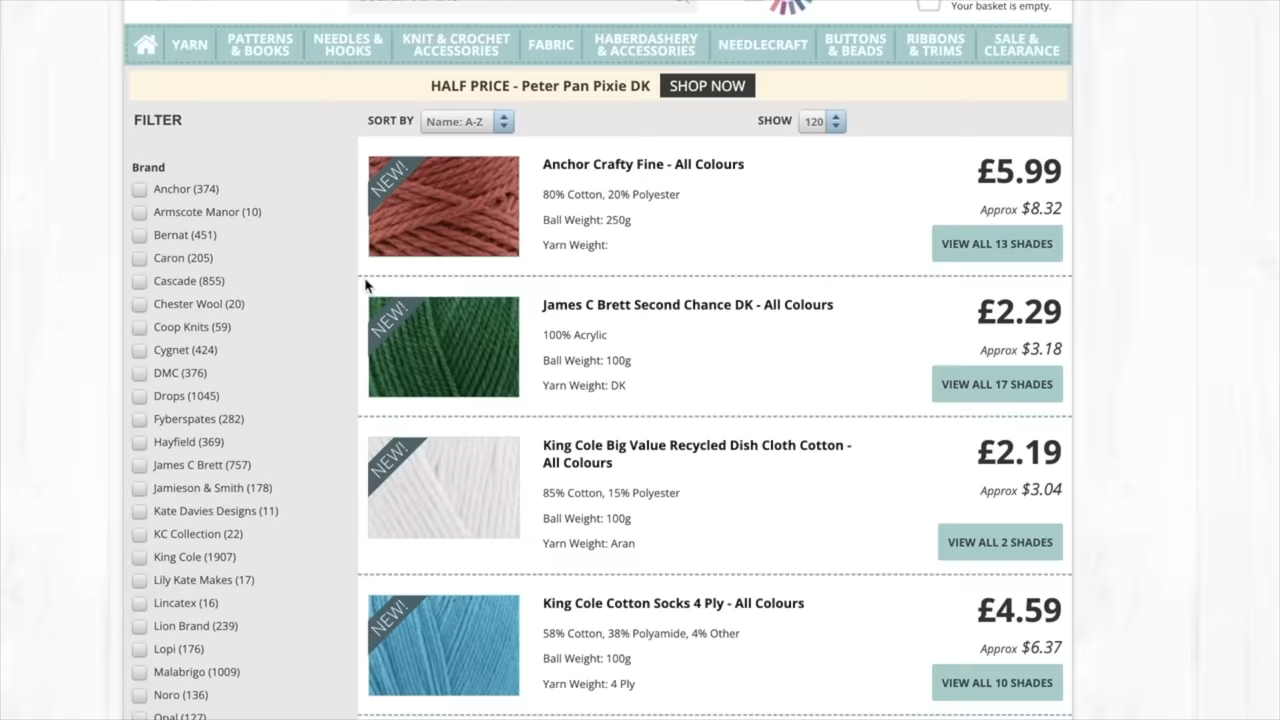 Your basket is empty.
YARN
PATTERNS
& BOOKS
NEEDLES &
HOOKS
KNIT & CROCHET
ACCESSORIES
FABRIC
HABERDASHERY
& ACCESSORIES
NEEDLECRAFT
BUTTONS
& BEADS
RIBBONS
& TRIMS
SALE &
CLEARANCE
HALF PRICE - Peter Pan Pixie DK SHOP NOW
FILTER
SORT BY Name: A-Z
SHOW 120
Brand
Anchor (374)
Armscote Manor (10)
Bernat (451)
Caron (205)
Cascade (855)
Chester Wool (20)
Coop Knits (59)
Cygnet (424)
DMC (376)
Drops (1045)
Fyberspates (282)
Hayfield (369)
James C Brett (757)
Jamieson & Smith (178)
Kate Davies Designs (11)
KC Collection (22)
King Cole (1907)
Lily Kate Makes (17)
Lincatex (16)
Lion Brand (239)
Lopi (176)
Malabrigo (1009)
Noro (136)
Opal (127)
NEW!
Anchor Crafty Fine - All Colours
80% Cotton, 20% Polyester
Ball Weight: 250g
Yarn Weight:
£5.99
Approx $8.32
VIEW ALL 13 SHADES
NEW!
James C Brett Second Chance DK - All Colours
100% Acrylic
Ball Weight: 100g
Yarn Weight: DK
£2.29
Approx $3.18
VIEW ALL 17 SHADES
NEW!
King Cole Big Value Recycled Dish Cloth Cotton -
All Colours
85% Cotton, 15% Polyester
Ball Weight: 100g
Yarn Weight: Aran
£2.19
Approx $3.04
VIEW ALL 2 SHADES
NEW!
King Cole Cotton Socks 4 Ply - All Colours
58% Cotton, 38% Polyamide, 4% Other
Ball Weight: 100g
Yarn Weight: 4 Ply
£4.59
Approx $6.37
VIEW ALL 10 SHADES